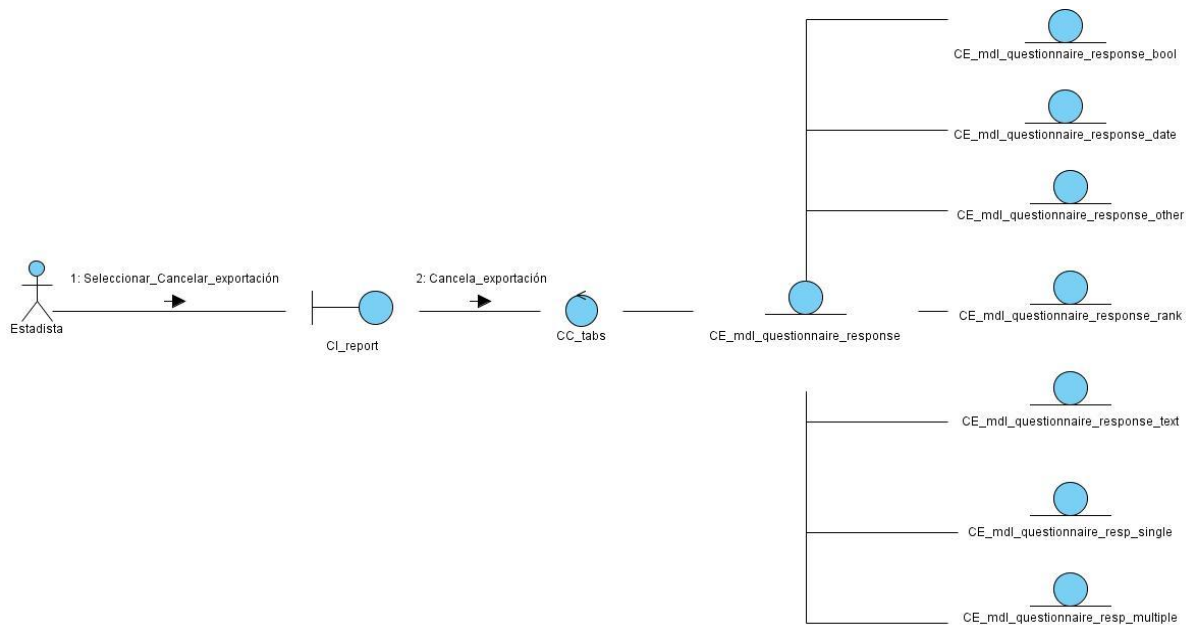 CE_mdl_questionnaire_response_bool
CE_mdl_questionnaire_response_date
CE_mdl_questionnaire_response_other
1: Seleccionar_Cancelar_exportación
2: Cancela_exportación
Estadista
CI_report
CC_tabs
CE_mdl_questionnaire_response
CE_mdl_questionnaire_response_rank
CE_mdl_questionnaire_response_text
CE_mdl_questionnaire_resp_single
CE_mdl_questionnaire_resp_multiple